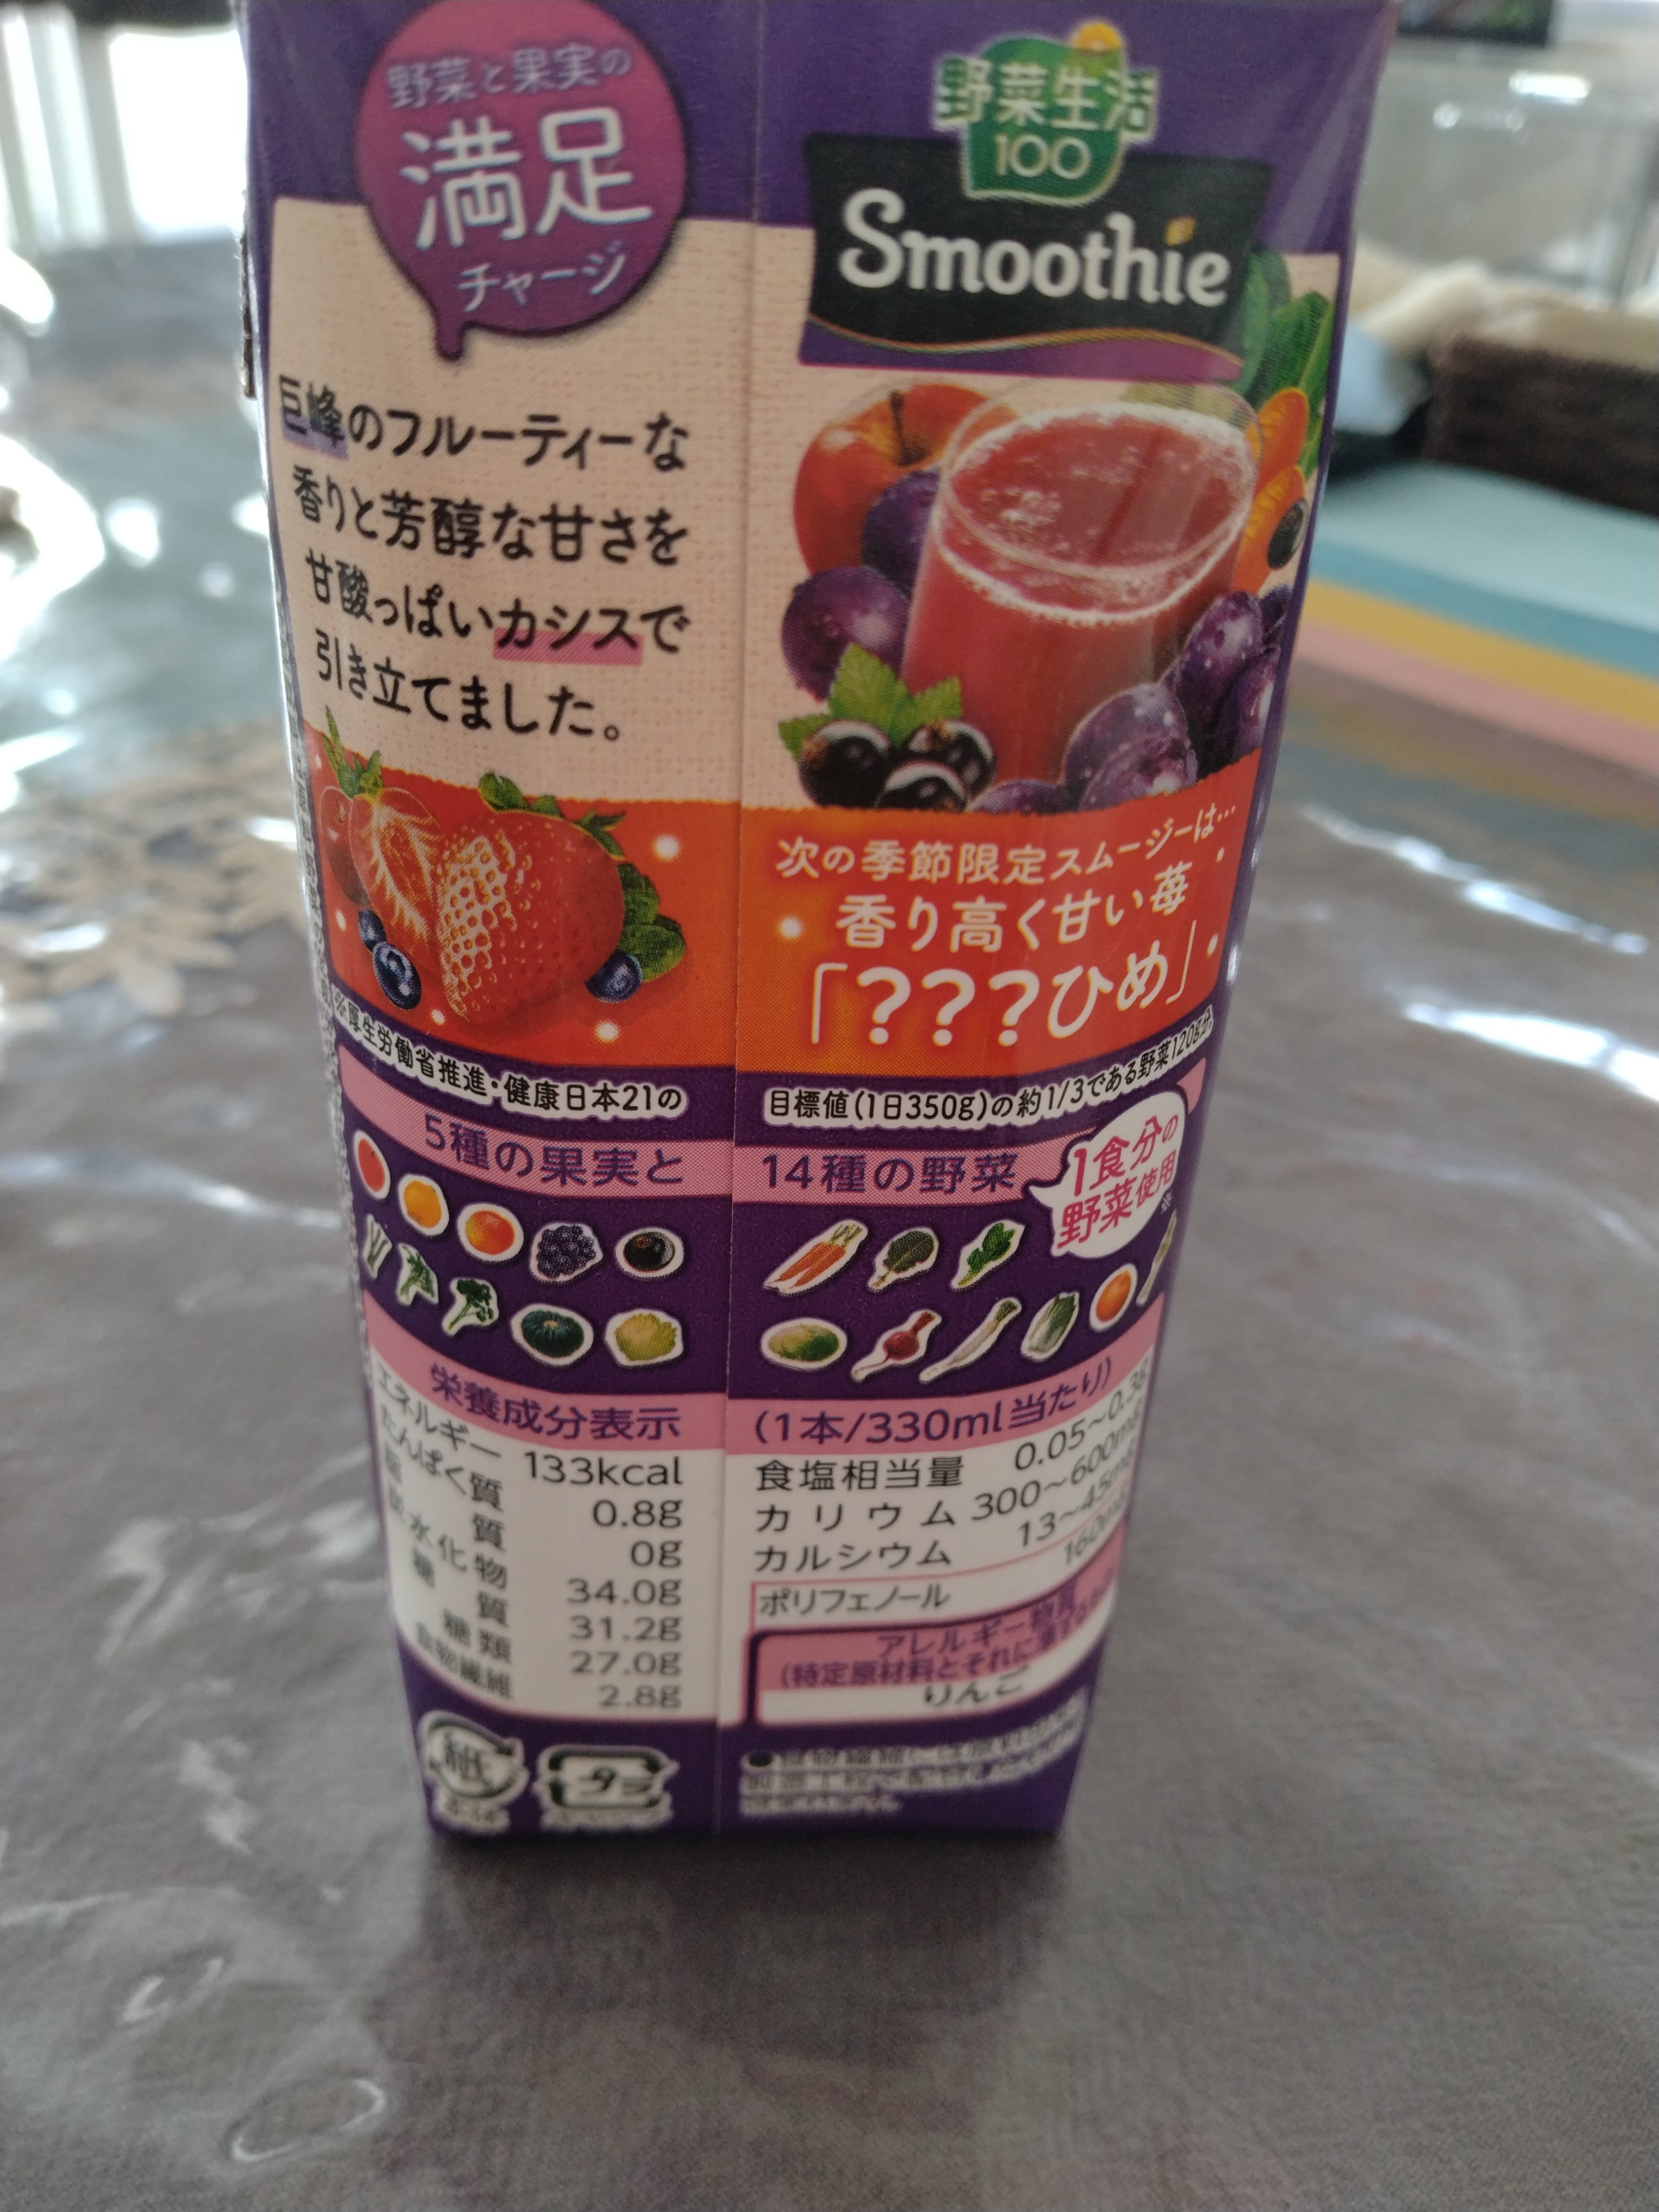 野菜と果実の
満足
チャージ
巨峰のフルーティーな
香りと芳醇な甘さを
甘酸っぱいカシスで
引き立てました。
野菜生活
100
Smoothie
次の季節限定スムージーは…
香り高く甘い苺
「???ひめ」
※厚生労働省推進・健康日本21の
目標値(1日350g)の約1/3である野菜120g分
5種の果実と
14種の野菜
1食分の
野菜使用
※
栄養成分表示
(1本/330ml当たり)
エネルギー 133kcal
たんぱく質 0.8g
脂質 0g
炭水化物 34.0g
糖質 31.2g
糖類 27.0g
食物繊維 2.8g
食塩相当量 0.05~0.3g
カリウム 300~600mg
カルシウム 13~45mg
ポリフェノール 160mg
アレルギー物質
(特定原材料とそれに準ずる
りんご
紙